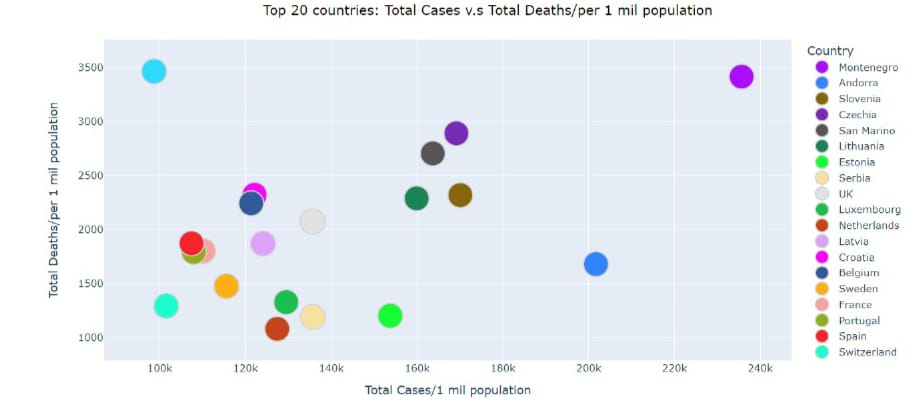 Top 20 countries: Total Cases v.s Total Deaths/per 1 mil population
Country
Montenegro
Andorra
Slovenia
Czechia
San Marino
Lithuania
Estonia
Serbia
UK
Luxembourg
Netherlands
Latvia
Croatia
Belgium
Sweden
France
Portugal
Spain
Switzerland
Total Deaths/per 1 mil population
3500
3000
2500
2000
1500
1000
100k 120k 140k 160k 180k 200k 220k 240k
Total Cases/1 mil population